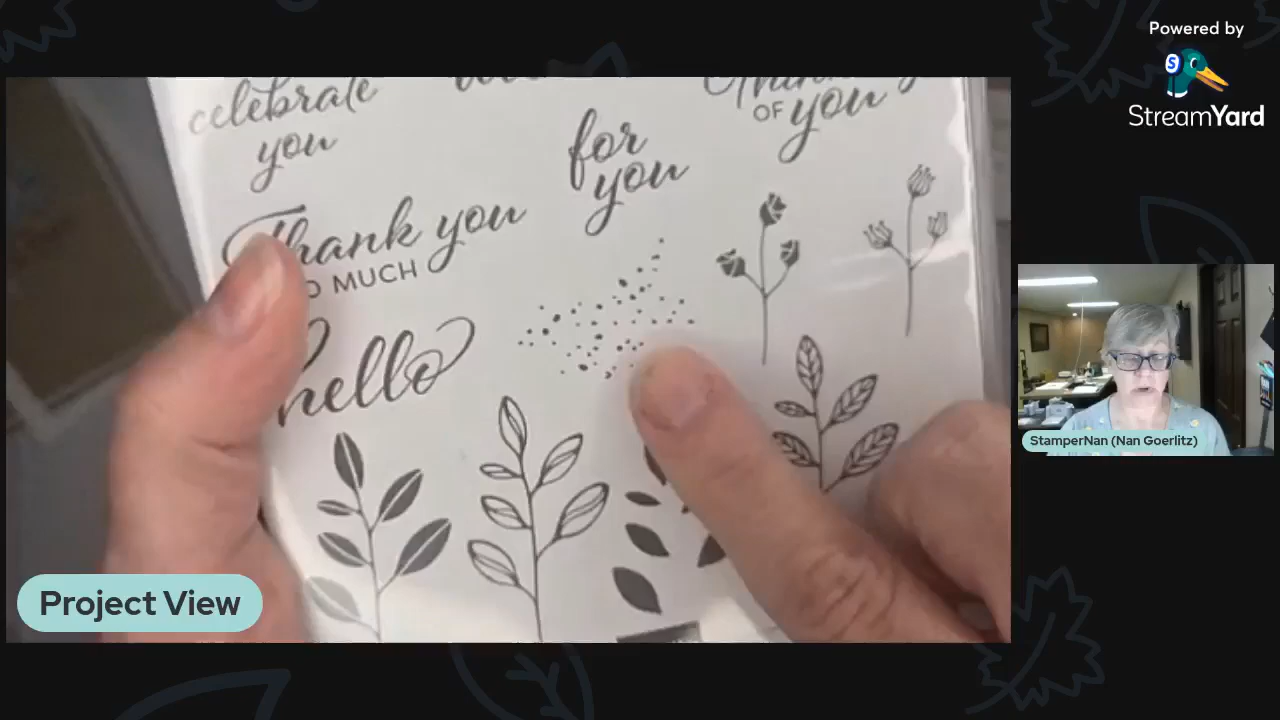 Powered by
StreamYard
celebrate
you
for
you
OF you
Thank you
MUCH
hello
StamperNan (Nan Goerlitz)
Project View